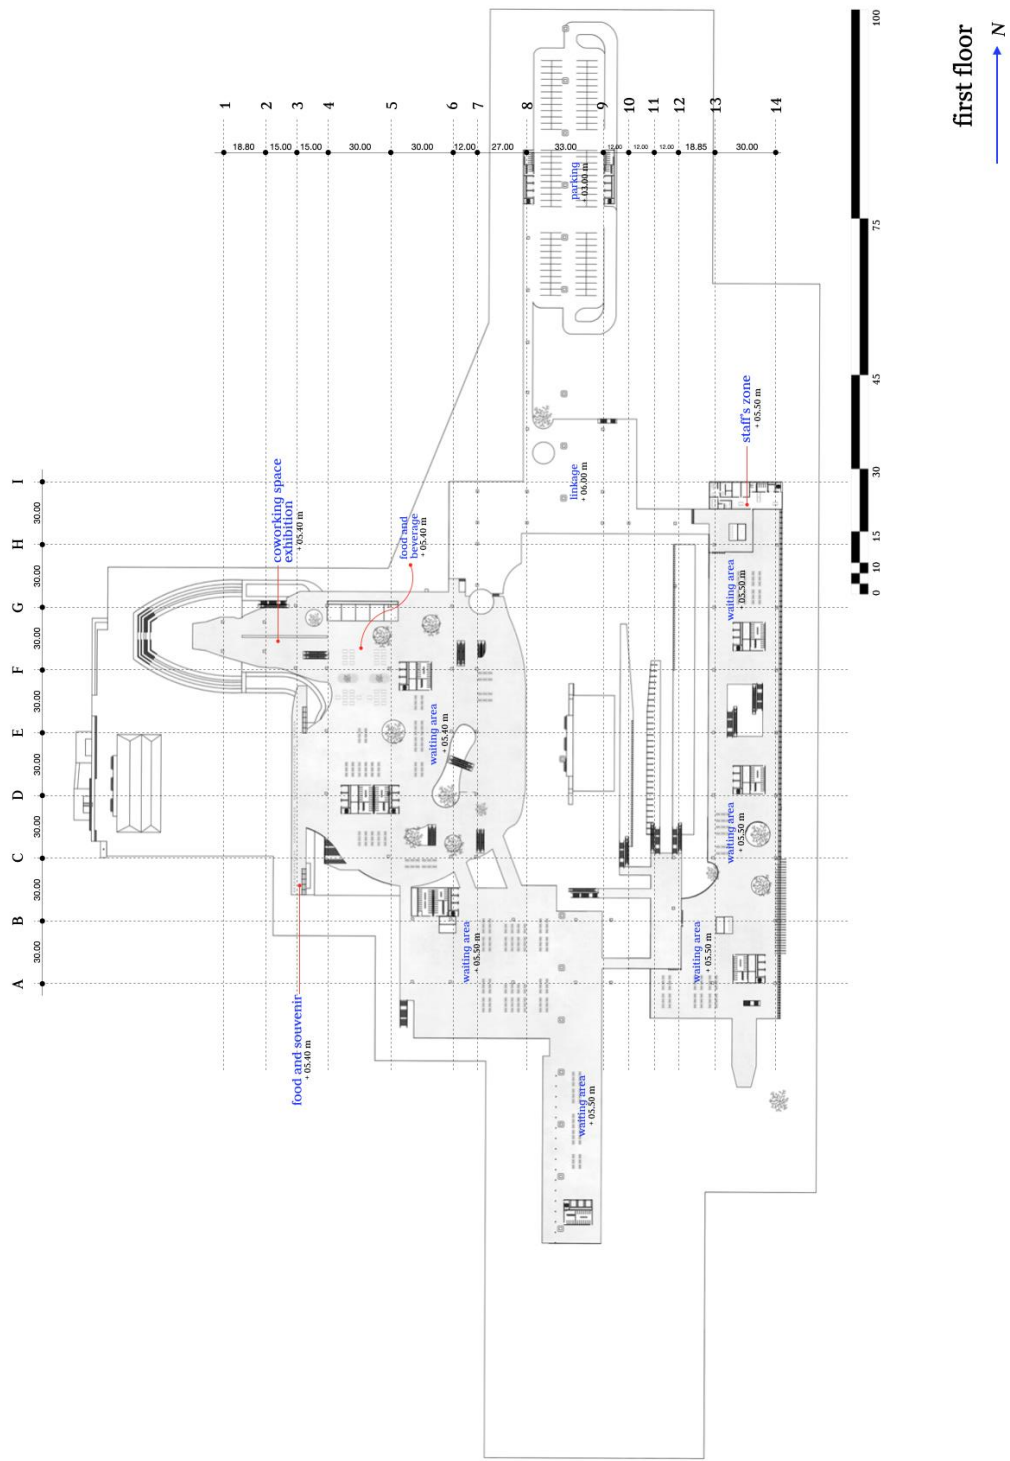 first floor
N
100
75
45
30
15
10
0
1
2
3
4
5
6
7
8
9
10
11
12
13
14
18.80
15.00
15.00
30.00
30.00
12.00
27.00
33.00
12.00
12.00
12.00
18.85
30.00
I
H
G
F
E
D
C
B
A
30.00
30.00
30.00
30.00
30.00
30.00
30.00
30.00
parking
+ 03.00 m
linkage
+ 06.00 m
staff's zone
+ 05.50 m
coworking space
exhibition
+ 05.40 m
food and
beverage
+ 05.40 m
waiting area
+ 05.50 m
waiting area
+ 05.40 m
waiting area
+ 05.50 m
waiting area
+ 05.50 m
waiting area
+ 05.50 m
food and souvenir
+ 05.40 m
waiting area
+ 05.50 m